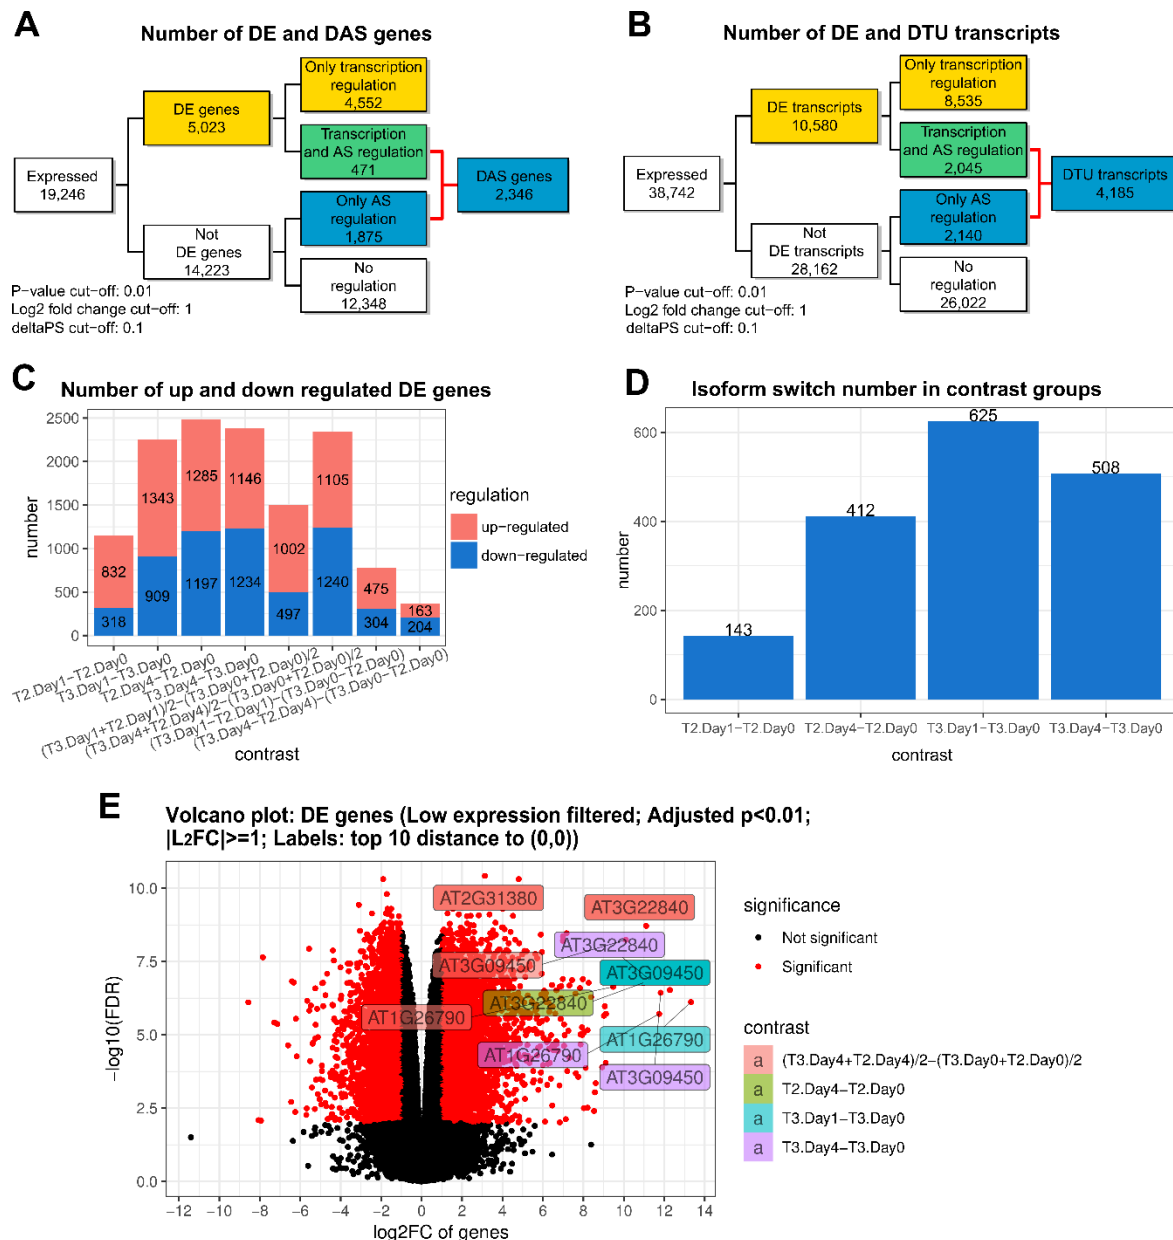 A
Number of DE and DAS genes
Expressed
19,246
DE genes
5,023
Not
DE genes
14,223
Only transcription
regulation
4,552
Transcription
and AS regulation
471
Only AS
regulation
1,875
No
regulation
12,348
DAS genes
2,346
P−value cut−off: 0.01
Log2 fold change cut−off: 1
deltaPS cut−off: 0.1
B
Number of DE and DTU transcripts
Expressed
38,742
DE transcripts
10,580
Not
DE transcripts
28,162
Only transcription
regulation
8,535
Transcription
and AS regulation
2,045
Only AS
regulation
2,140
No
regulation
26,022
DTU transcripts
4,185
P−value cut−off: 0.01
Log2 fold change cut−off: 1
deltaPS cut−off: 0.1
C
Number of up and down regulated DE genes
number
2500
2000
1500
1000
500
0
832
318
1343
909
1285
1197
1146
1234
1002
497
1105
1240
475
304
163
204
T2.Day1−T2.Day0
T3.Day1−T3.Day0
T2.Day4−T2.Day0
T3.Day4−T3.Day0
(T3.Day1+T2.Day1)/2−(T3.Day0+T2.Day0)/2
(T3.Day4+T2.Day4)/2−(T3.Day0+T2.Day0)/2
(T3.Day1−T2.Day1)−(T3.Day0−T2.Day0)
(T3.Day4−T2.Day4)−(T3.Day0−T2.Day0)
contrast
regulation
up−regulated
down−regulated
D
Isoform switch number in contrast groups
number
600
400
200
0
143
412
625
508
T2.Day1−T2.Day0
T2.Day4−T2.Day0
T3.Day1−T3.Day0
T3.Day4−T3.Day0
contrast
E
Volcano plot: DE genes (Low expression filtered; Adjusted p<0.01;
|L2FC|>=1; Labels: top 10 distance to (0,0))
−log10(FDR)
10.0
7.5
5.0
2.5
0.0
AT2G31380
AT3G22840
AT3G22840
AT3G09450
AT3G09450
AT3G22840
AT1G26790
AT1G26790
AT1G26790
AT3G09450
−12 −10 −8 −6 −4 −2 0 2 4 6 8 10 12 14
log2FC of genes
significance
Not significant
Significant
contrast
a (T3.Day4+T2.Day4)/2−(T3.Day0+T2.Day0)/2
a T2.Day4−T2.Day0
a T3.Day1−T3.Day0
a T3.Day4−T3.Day0